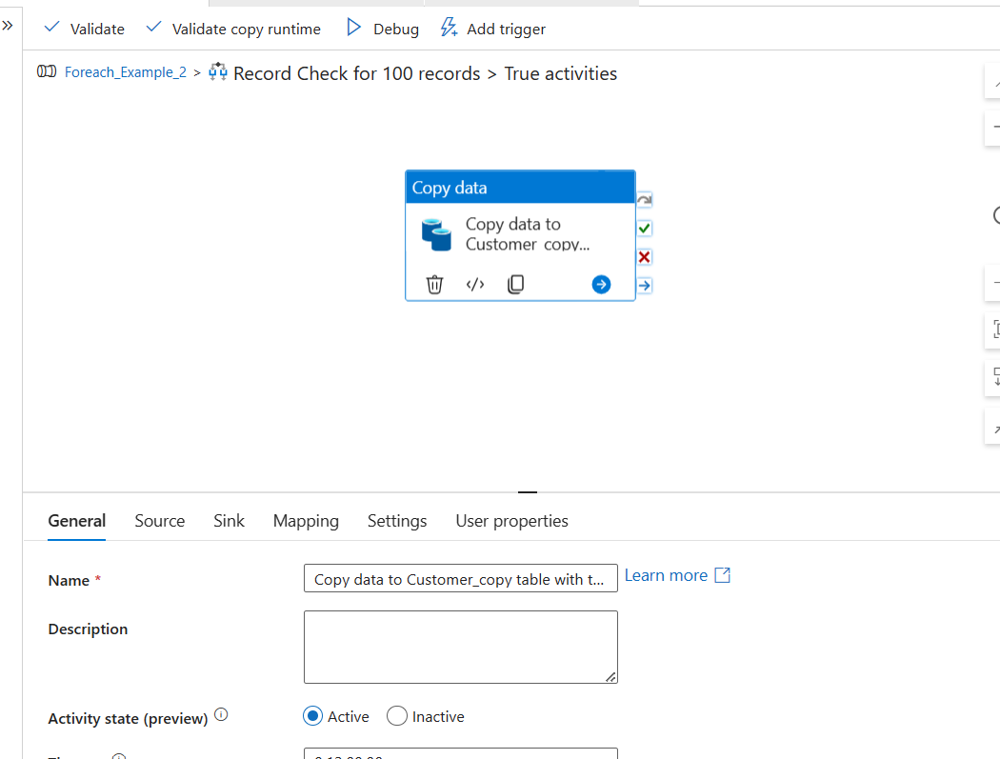 Validate Validate copy runtime Debug Add trigger
Foreach_Example_2 > Record Check for 100 records > True activities
Copy data
Copy data to
Customer_copy...
General Source Sink Mapping Settings User properties
Name * Copy data to Customer_copy table with t... Learn more
Description
Activity state (preview) Active Inactive